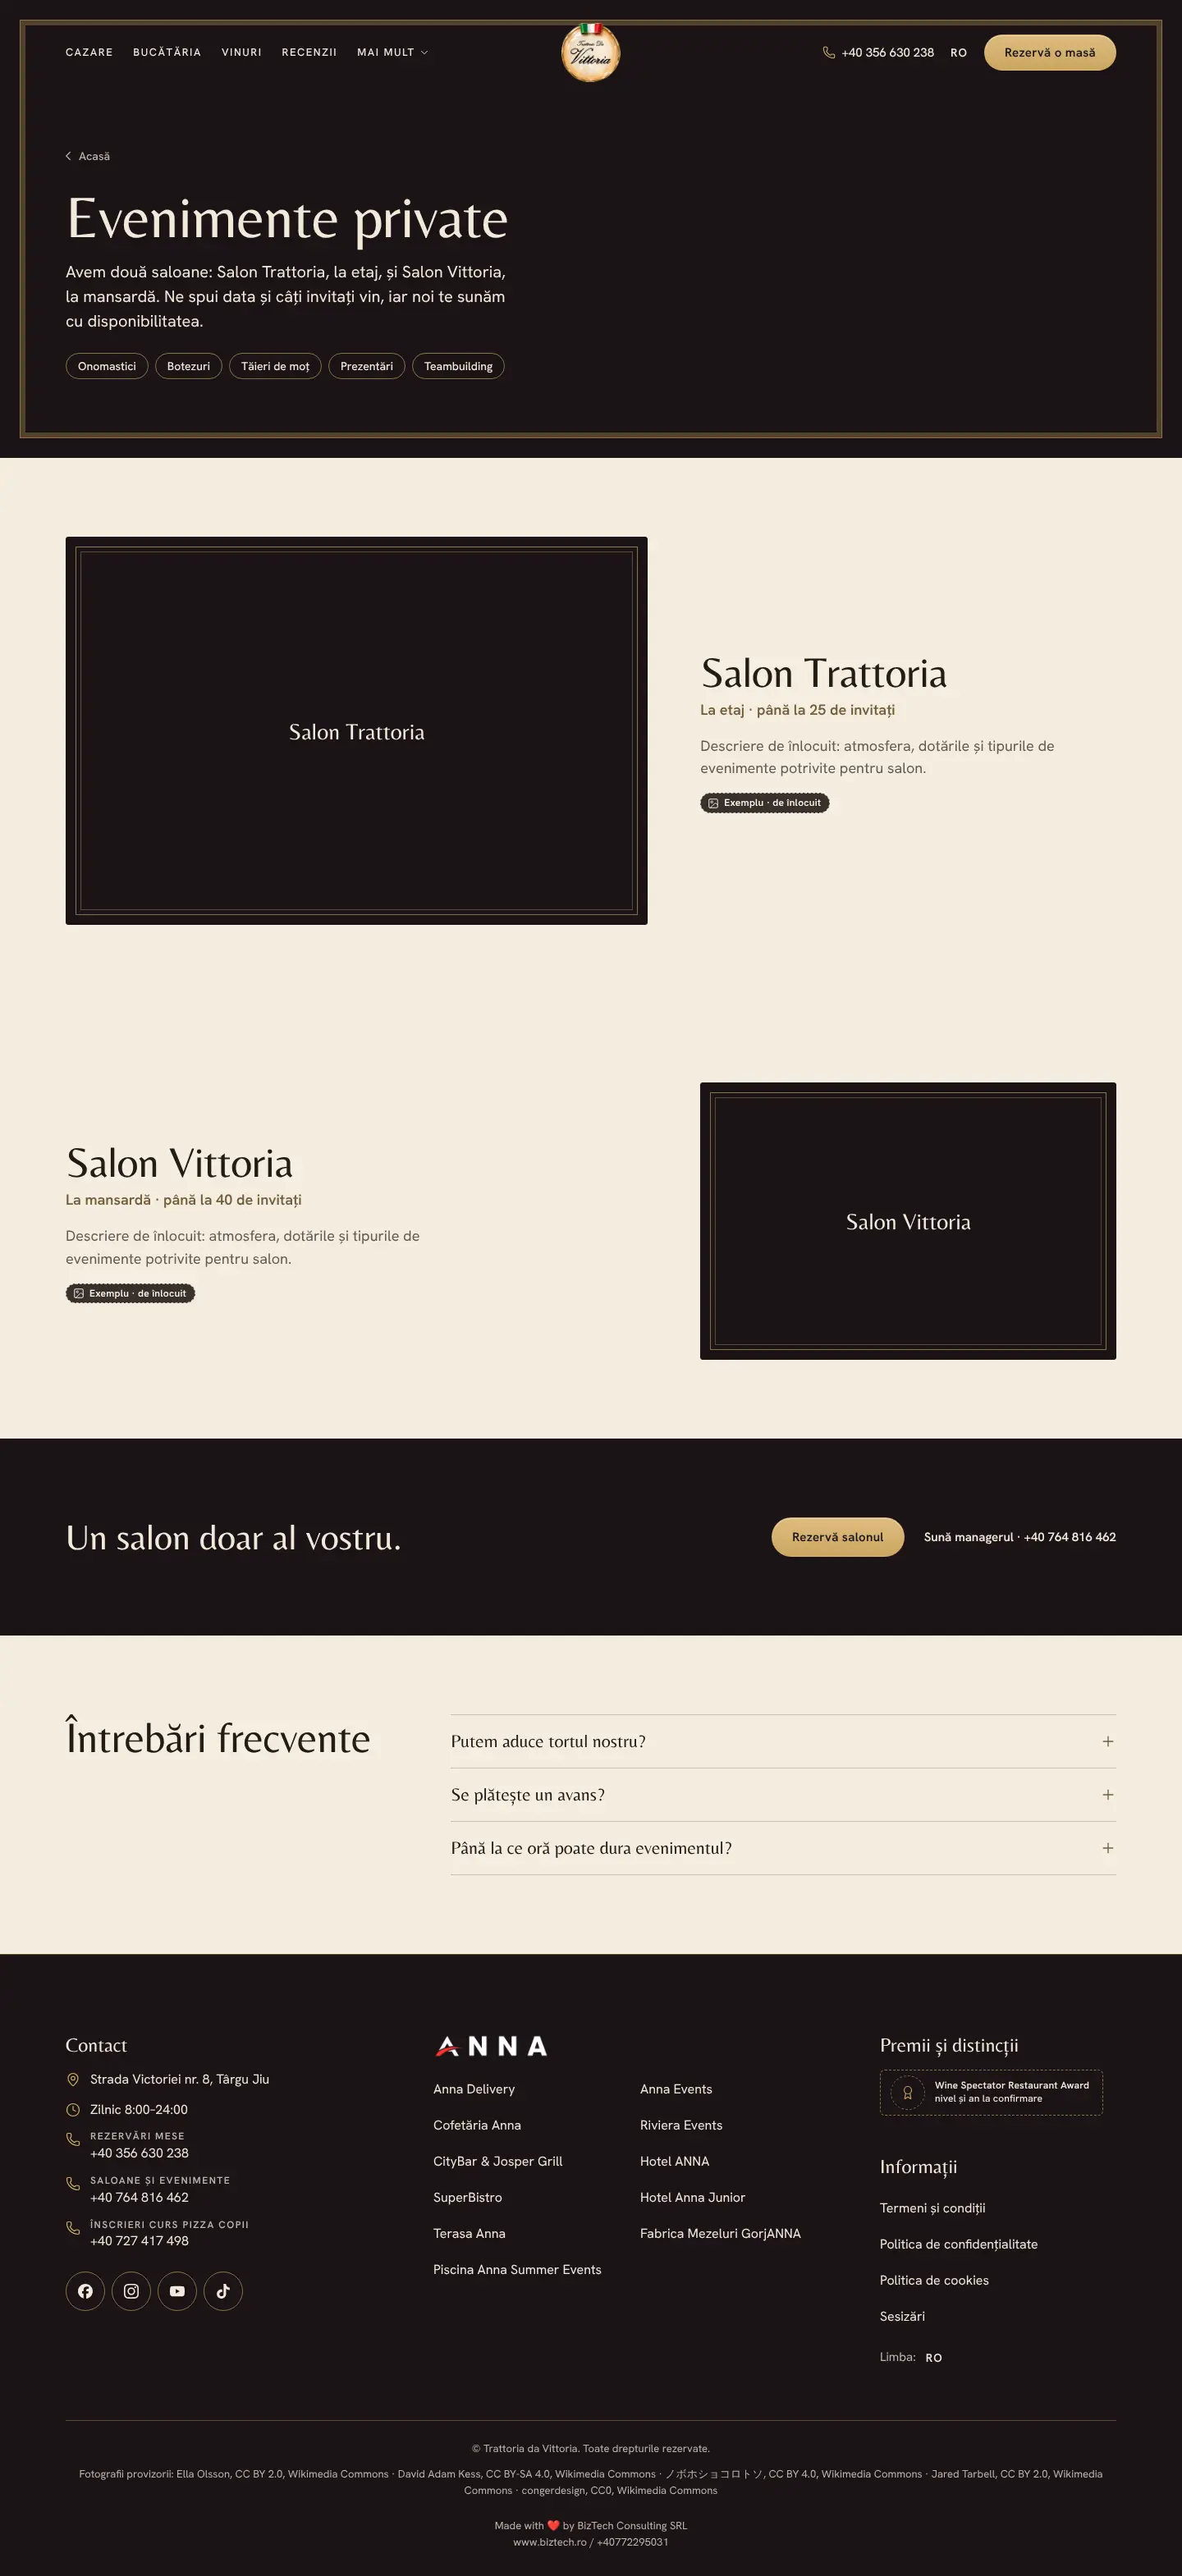 CAZARE BUCĂTĂRIA VINURI RECENZII MAI MULT
Trattoria Da
Vittoria
+40 356 630 238 RO Rezervă o masă
Acasă
Evenimente private
Avem două saloane: Salon Trattoria, la etaj, și Salon Vittoria,
la mansardă. Ne spui data și câți invitați vin, iar noi te sunăm
cu disponibilitatea.
Onomastici Botezuri Tăieri de moț Prezentări Teambuilding
Salon Trattoria
Salon Trattoria
La etaj · până la 25 de invitați
Descriere de înlocuit: atmosfera, dotările și tipurile de
evenimente potrivite pentru salon.
Exemplu · de înlocuit
Salon Vittoria
La mansardă · până la 40 de invitați
Descriere de înlocuit: atmosfera, dotările și tipurile de
evenimente potrivite pentru salon.
Exemplu · de înlocuit
Salon Vittoria
Un salon doar al vostru.
Rezervă salonul Sună managerul · +40 764 816 462
Întrebări frecvente
Putem aduce tortul nostru?
Se plătește un avans?
Până la ce oră poate dura evenimentul?
Contact
Strada Victoriei nr. 8, Târgu Jiu
Zilnic 8:00–24:00
REZERVĂRI MESE
+40 356 630 238
SALOANE ȘI EVENIMENTE
+40 764 816 462
ÎNSCRIERI CURS PIZZA COPII
+40 727 417 498
ANNA
Anna Delivery
Cofetăria Anna
CityBar & Josper Grill
SuperBistro
Terasa Anna
Piscina Anna Summer Events
Anna Events
Riviera Events
Hotel ANNA
Hotel Anna Junior
Fabrica Mezeluri GorjANNA
Premii și distincții
Wine Spectator Restaurant Award
nivel și an la confirmare
Informații
Termeni și condiții
Politica de confidențialitate
Politica de cookies
Sesizări
Limba: RO
© Trattoria da Vittoria. Toate drepturile rezervate.
Fotografii provizorii: Ella Olsson, CC BY 2.0, Wikimedia Commons · David Adam Kess, CC BY-SA 4.0, Wikimedia Commons · ノボホショコロトソ, CC BY 4.0, Wikimedia Commons · Jared Tarbell, CC BY 2.0, Wikimedia
Commons · congerdesign, CC0, Wikimedia Commons
Made with ❤️ by BizTech Consulting SRL
www.biztech.ro / +40772295031